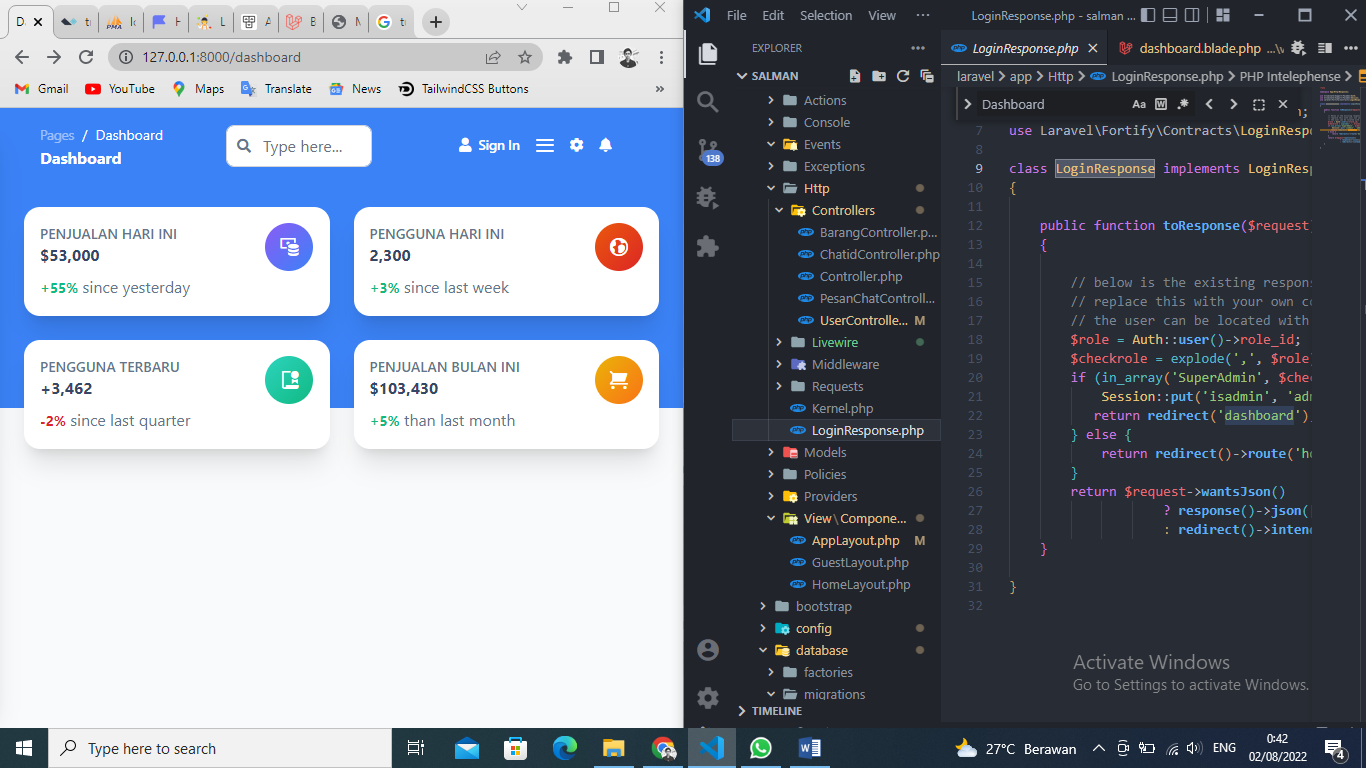 127.0.0.1:8000/dashboard
Gmail
YouTube
Maps
Translate
News
TailwindCSS Buttons
»
Pages / Dashboard
Dashboard
Type here...
Sign In
PENJUALAN HARI INI
$53,000
+55% since yesterday
PENGGUNA HARI INI
2,300
+3% since last week
PENGGUNA TERBARU
+3,462
-2% since last quarter
PENJUALAN BULAN INI
$103,430
+5% than last month
File Edit Selection View ···
LoginResponse.php - salman ...
EXPLORER
SALMAN
Actions
Console
Events
Exceptions
Http
Controllers
BarangController.p...
ChatidController.php
Controller.php
PesanChatControll...
UserControlle... M
Livewire
Middleware
Requests
Kernel.php
LoginResponse.php
Models
Policies
Providers
View\Compone...
AppLayout.php M
GuestLayout.php
HomeLayout.php
bootstrap
config
database
factories
migrations
TIMELINE
138
LoginResponse.php
dashboard.blade.php ...\
laravel > app > Http > LoginResponse.php > PHP Intelephense >
Dashboard
Aa
7 use Laravel\Fortify\Contracts\LoginRespo
8
9 class LoginResponse implements LoginResp
10 {
11
12 public function toResponse($request
13 {
14
15 // below is the existing respons
16 // replace this with your own co
17 // the user can be located with
18 $role = Auth::user()->role_id;
19 $checkrole = explode(',', $role
20 if (in_array('SuperAdmin', $chec
21 Session::put('isadmin', 'adm
22 return redirect('dashboard')
23 } else {
24 return redirect()->route('ho
25 }
26 return $request->wantsJson()
27 ? response()->json(
28 : redirect()->intend
29 }
30
31 }
32
Activate Windows
Go to Settings to activate Windows.
Type here to search
27°C Berawan
ENG
0:42
02/08/2022
4